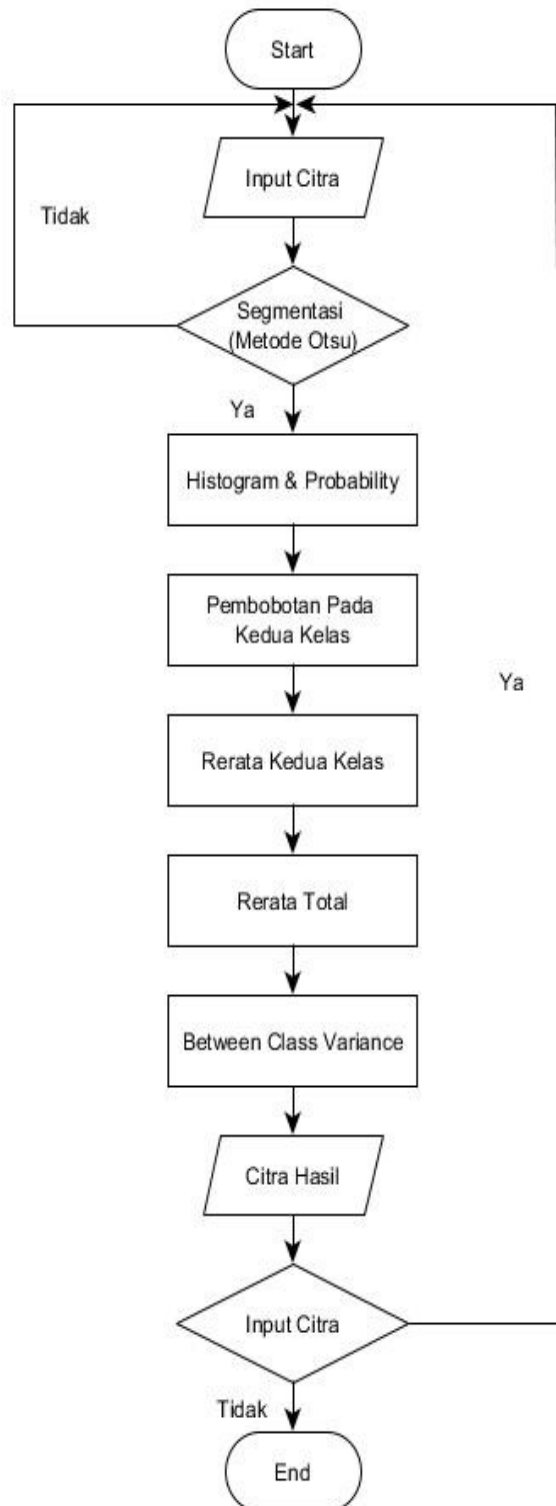 Start
Input Citra
Tidak
Segmentasi
(Metode Otsu)
Ya
Histogram & Probability
Pembobotan Pada
Kedua Kelas
Ya
Rerata Kedua Kelas
Rerata Total
Between Class Variance
Citra Hasil
Input Citra
Tidak
End